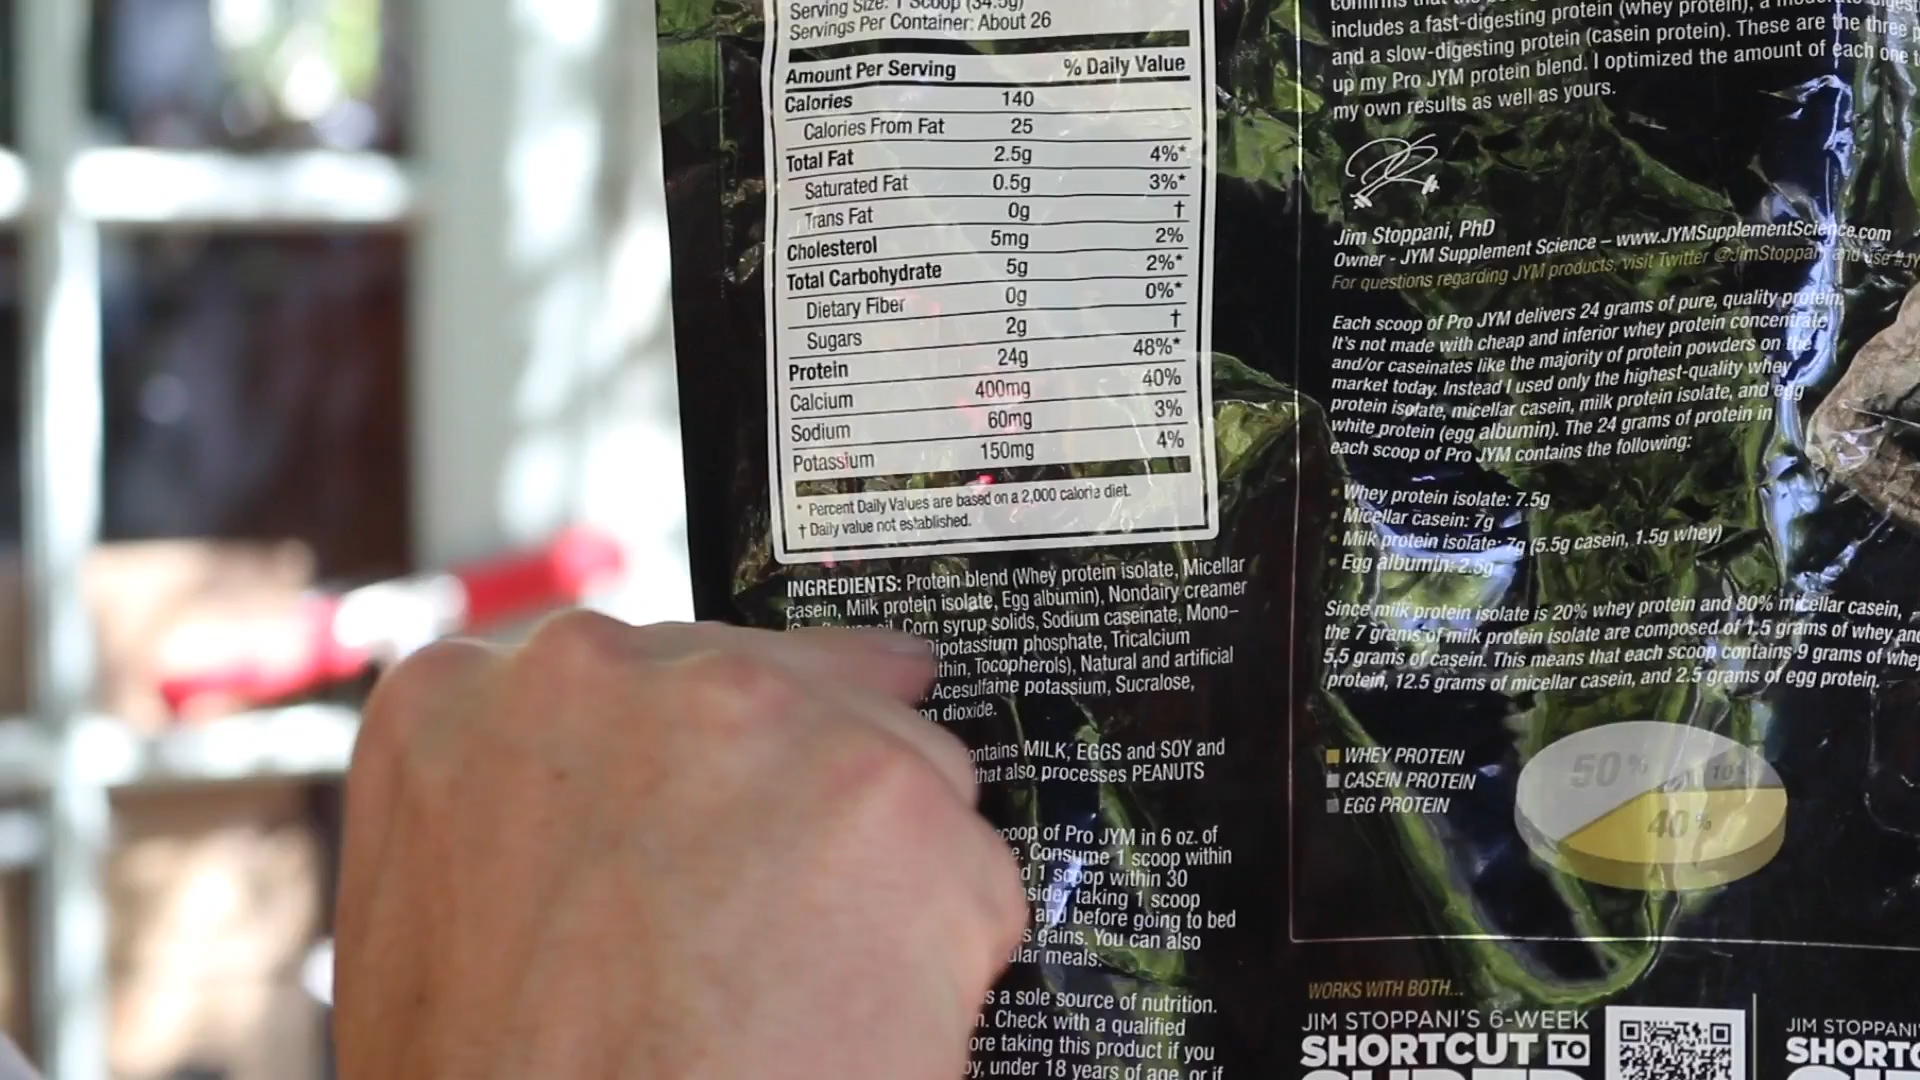 Serving Size: 1 Scoop (34.5g)
Servings Per Container: About 26
Amount Per Serving % Daily Value
Calories 140
Calories From Fat 25
Total Fat 2.5g 4%*
Saturated Fat 0.5g 3%*
Trans Fat 0g †
Cholesterol 5mg 2%
Total Carbohydrate 5g 2%*
Dietary Fiber 0g 0%*
Sugars 2g †
Protein 24g 48%*
Calcium 400mg 40%
Sodium 60mg 3%
Potassium 150mg 4%
* Percent Daily Values are based on a 2,000 calorie diet.
† Daily value not established.
INGREDIENTS: Protein blend (Whey protein isolate, Micellar
casein, Milk protein isolate, Egg albumin), Nondairy creamer
Corn syrup solids, Sodium caseinate, Mono-
Dipotassium phosphate, Tricalcium
Tocopherols), Natural and artificial
Acesulfame potassium, Sucralose,
dioxide.
MILK, EGGS and SOY and
that also processes PEANUTS
of Pro JYM in 6 oz. of
Consume 1 scoop within
1 scoop within 30
taking 1 scoop
and before going to bed
gains. You can also
meals.
a sole source of nutrition.
Check with a qualified
taking this product if you
under 18 years of age, or if
includes a fast-digesting protein (whey protein), a
and a slow-digesting protein (casein protein). These are the three
up my Pro JYM protein blend. I optimized the amount of each one
my own results as well as yours.
Jim Stoppani, PhD
Owner - JYM Supplement Science – www.JYMSupplementScience.com
For questions regarding JYM products, visit Twitter @JimStoppani and use
Each scoop of Pro JYM delivers 24 grams of pure, quality protein.
It's not made with cheap and inferior whey protein concentrate
and/or caseinates like the majority of protein powders on the
market today. Instead I used only the highest-quality whey
protein isolate, micellar casein, milk protein isolate, and egg
white protein (egg albumin). The 24 grams of protein in
each scoop of Pro JYM contains the following:
Whey protein isolate: 7.5g
Micellar casein: 7g
Milk protein isolate: 7g (5.5g casein, 1.5g whey)
Egg albumin: 2.5g
Since milk protein isolate is 20% whey protein and 80% micellar casein,
the 7 grams of milk protein isolate are composed of 1.5 grams of whey and
5.5 grams of casein. This means that each scoop contains 9 grams of whey
protein, 12.5 grams of micellar casein, and 2.5 grams of egg protein.
WHEY PROTEIN
CASEIN PROTEIN
EGG PROTEIN
50%
10%
40%
WORKS WITH BOTH...
JIM STOPPANI'S 6-WEEK
SHORTCUT TO
JIM STOPPANI'S